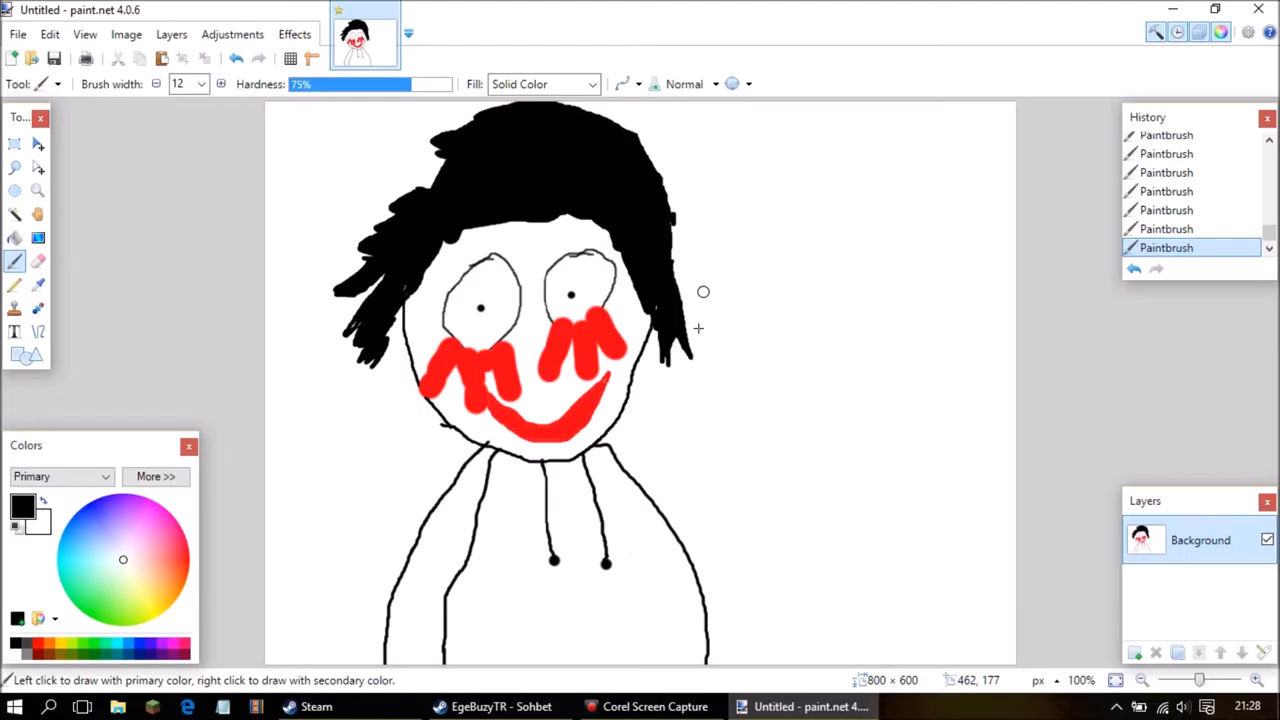 Untitled - paint.net 4.0.6
File Edit View Image Layers Adjustments Effects
Tool: Brush width: 12 Hardness: 75% Fill: Solid Color Normal
To...
History
Paintbrush
Paintbrush
Paintbrush
Paintbrush
Paintbrush
Paintbrush
Paintbrush
Colors
Primary More >>
Layers
Background
Left click to draw with primary color, right click to draw with secondary color. 800 × 600 462, 177 px 100%
Steam EgeBuzyTR - Sohbet Corel Screen Capture Untitled - paint.net 4.... 21:28